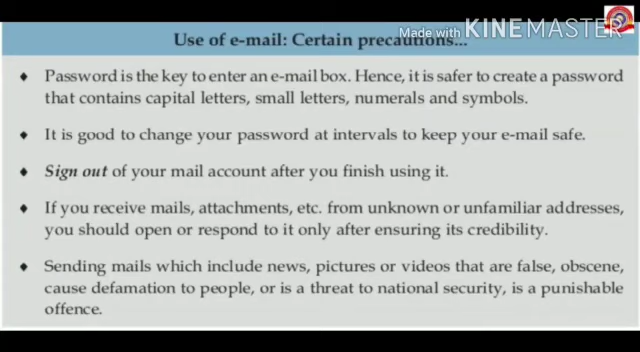 Made with KINEMASTER
Use of e-mail: Certain precautions...
♦ Password is the key to enter an e-mail box. Hence, it is safer to create a password
that contains capital letters, small letters, numerals and symbols.
♦ It is good to change your password at intervals to keep your e-mail safe.
♦ Sign out of your mail account after you finish using it.
♦ If you receive mails, attachments, etc. from unknown or unfamiliar addresses,
you should open or respond to it only after ensuring its credibility.
♦ Sending mails which include news, pictures or videos that are false, obscene,
cause defamation to people, or is a threat to national security, is a punishable
offence.